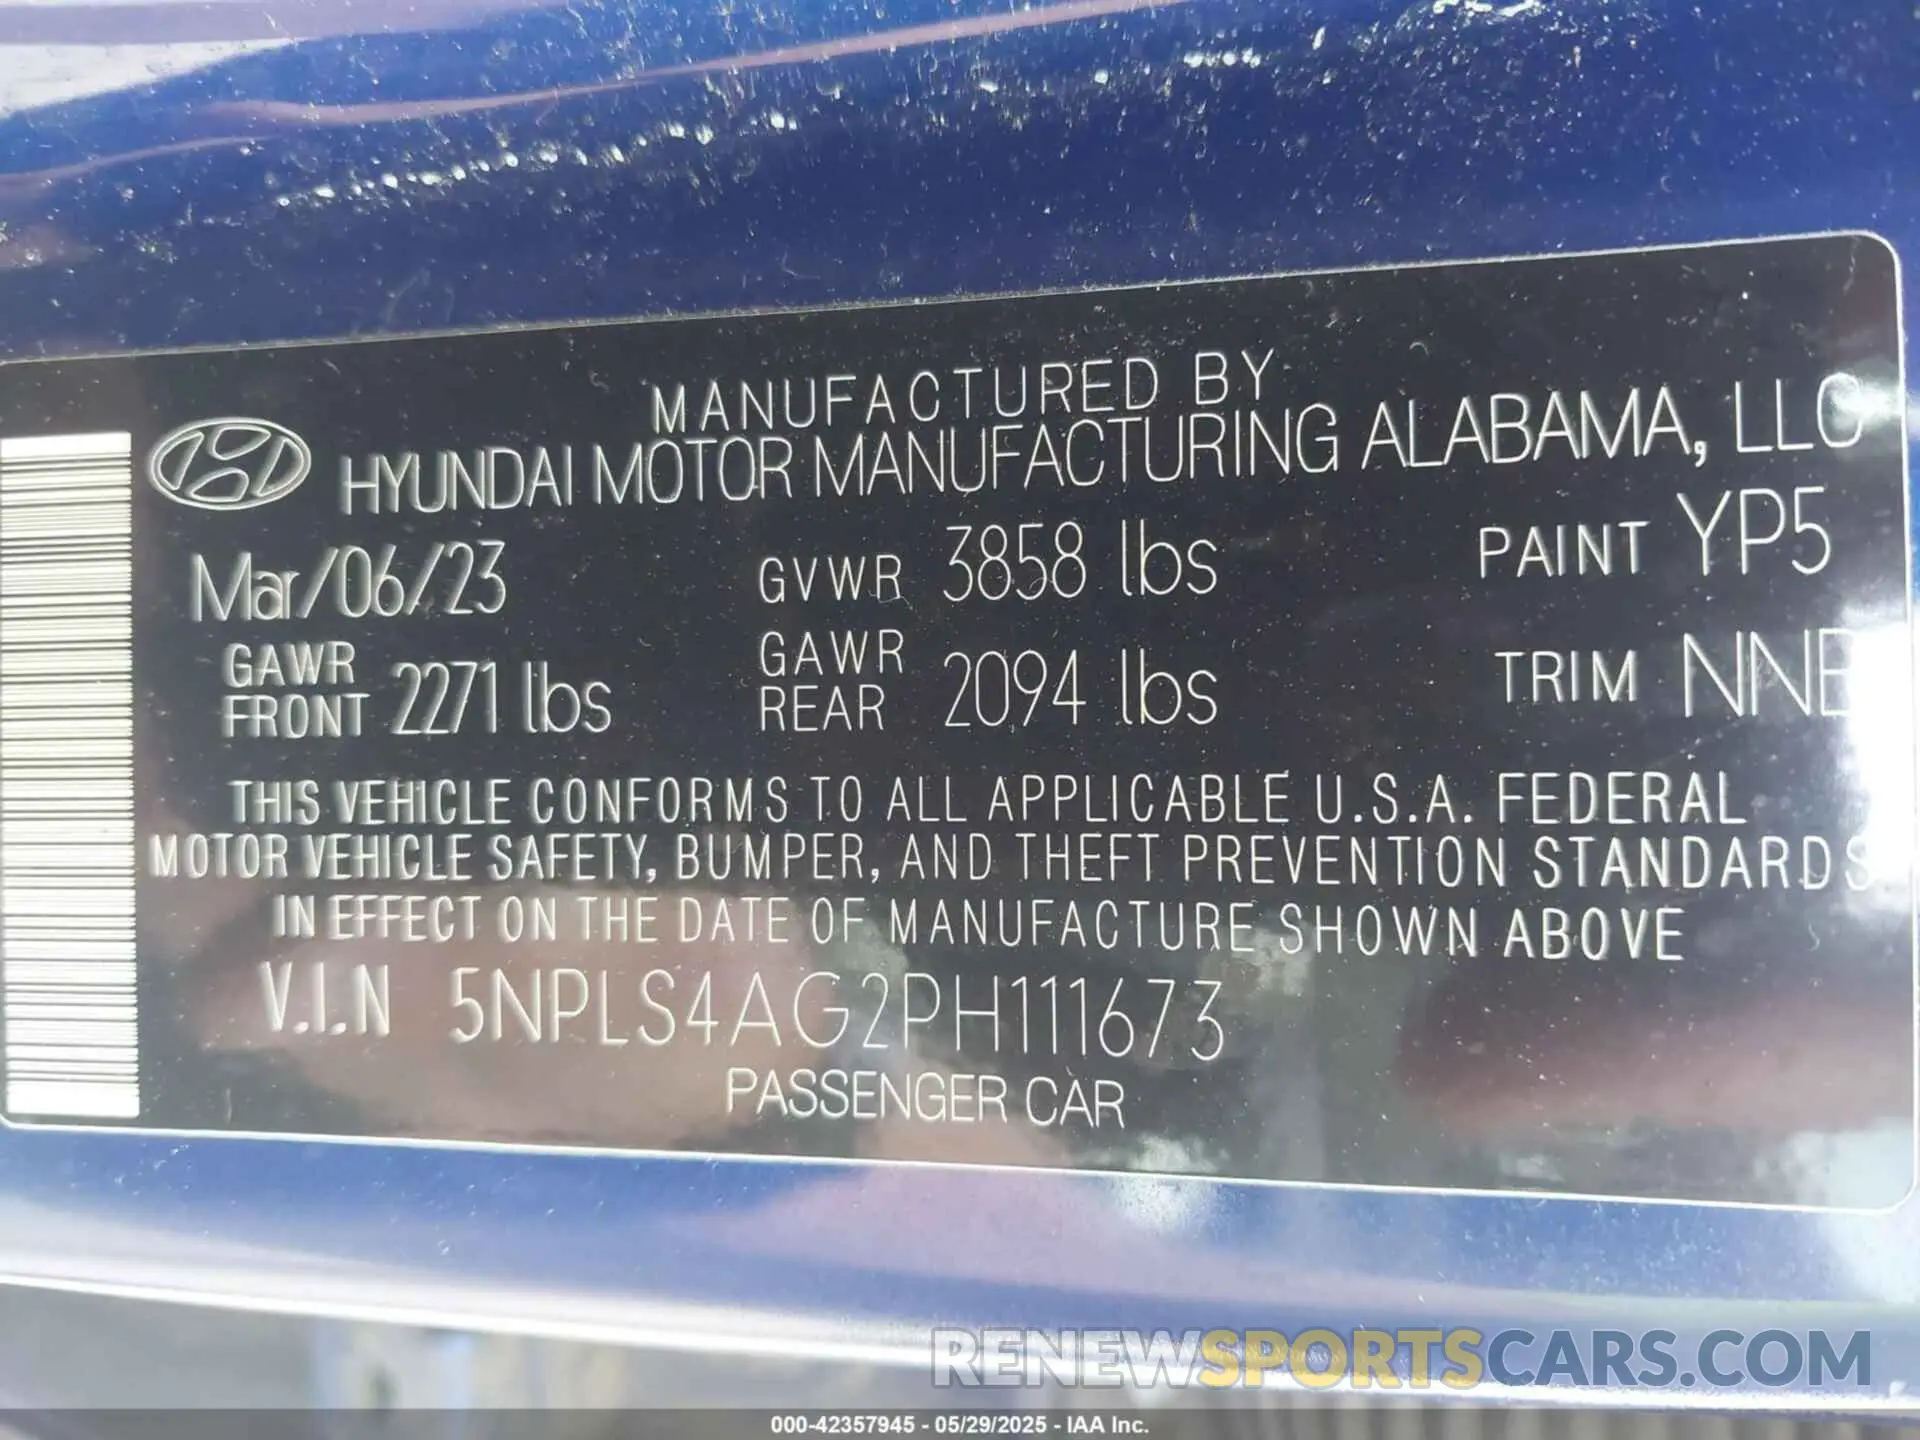 MANUFACTURED BY
HYUNDAI MOTOR MANUFACTURING ALABAMA, LLC
Mar/06/23 GVWR 3858 lbs PAINT YP5
GAWR FRONT 2271 lbs GAWR REAR 2094 lbs TRIM NNB
THIS VEHICLE CONFORMS TO ALL APPLICABLE U.S.A. FEDERAL
MOTOR VEHICLE SAFETY, BUMPER, AND THEFT PREVENTION STANDARDS
IN EFFECT ON THE DATE OF MANUFACTURE SHOWN ABOVE
V.I.N 5NPLS4AG2PH111673
PASSENGER CAR
RENEWSPORTSCARS.COM
000-42357945 - 05/29/2025 - IAA Inc.